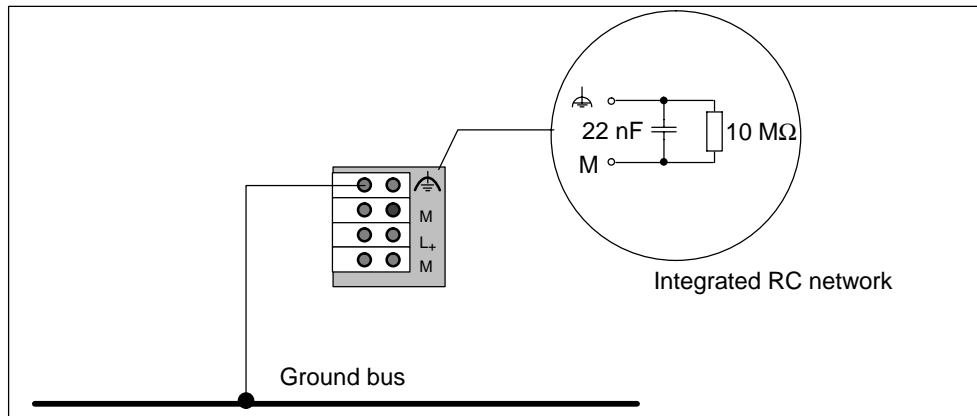 22 nF
10 MΩ
M
M
L+
M
Integrated RC network
Ground bus